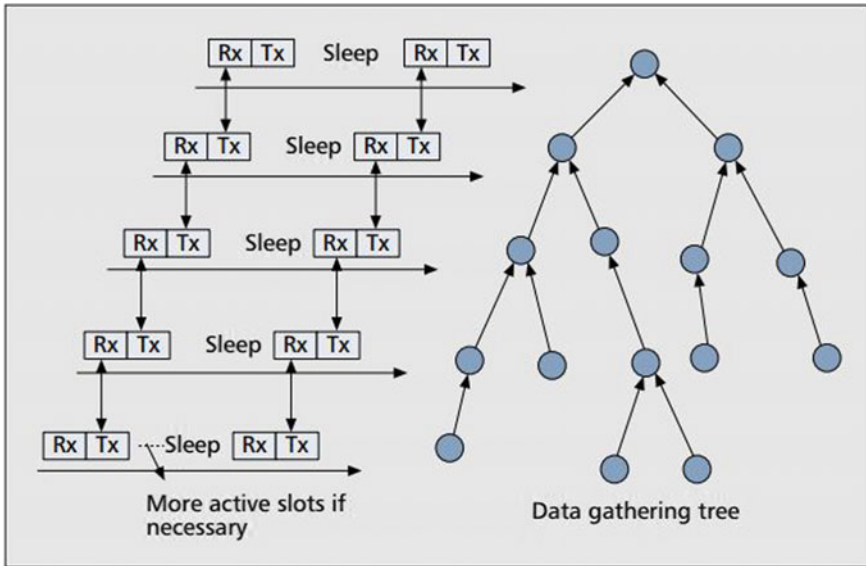 Rx Tx Sleep Rx Tx
Rx Tx Sleep Rx Tx
Rx Tx Sleep Rx Tx
Rx Tx Sleep Rx Tx
Rx Tx Sleep Rx Tx
More active slots if
necessary
Data gathering tree